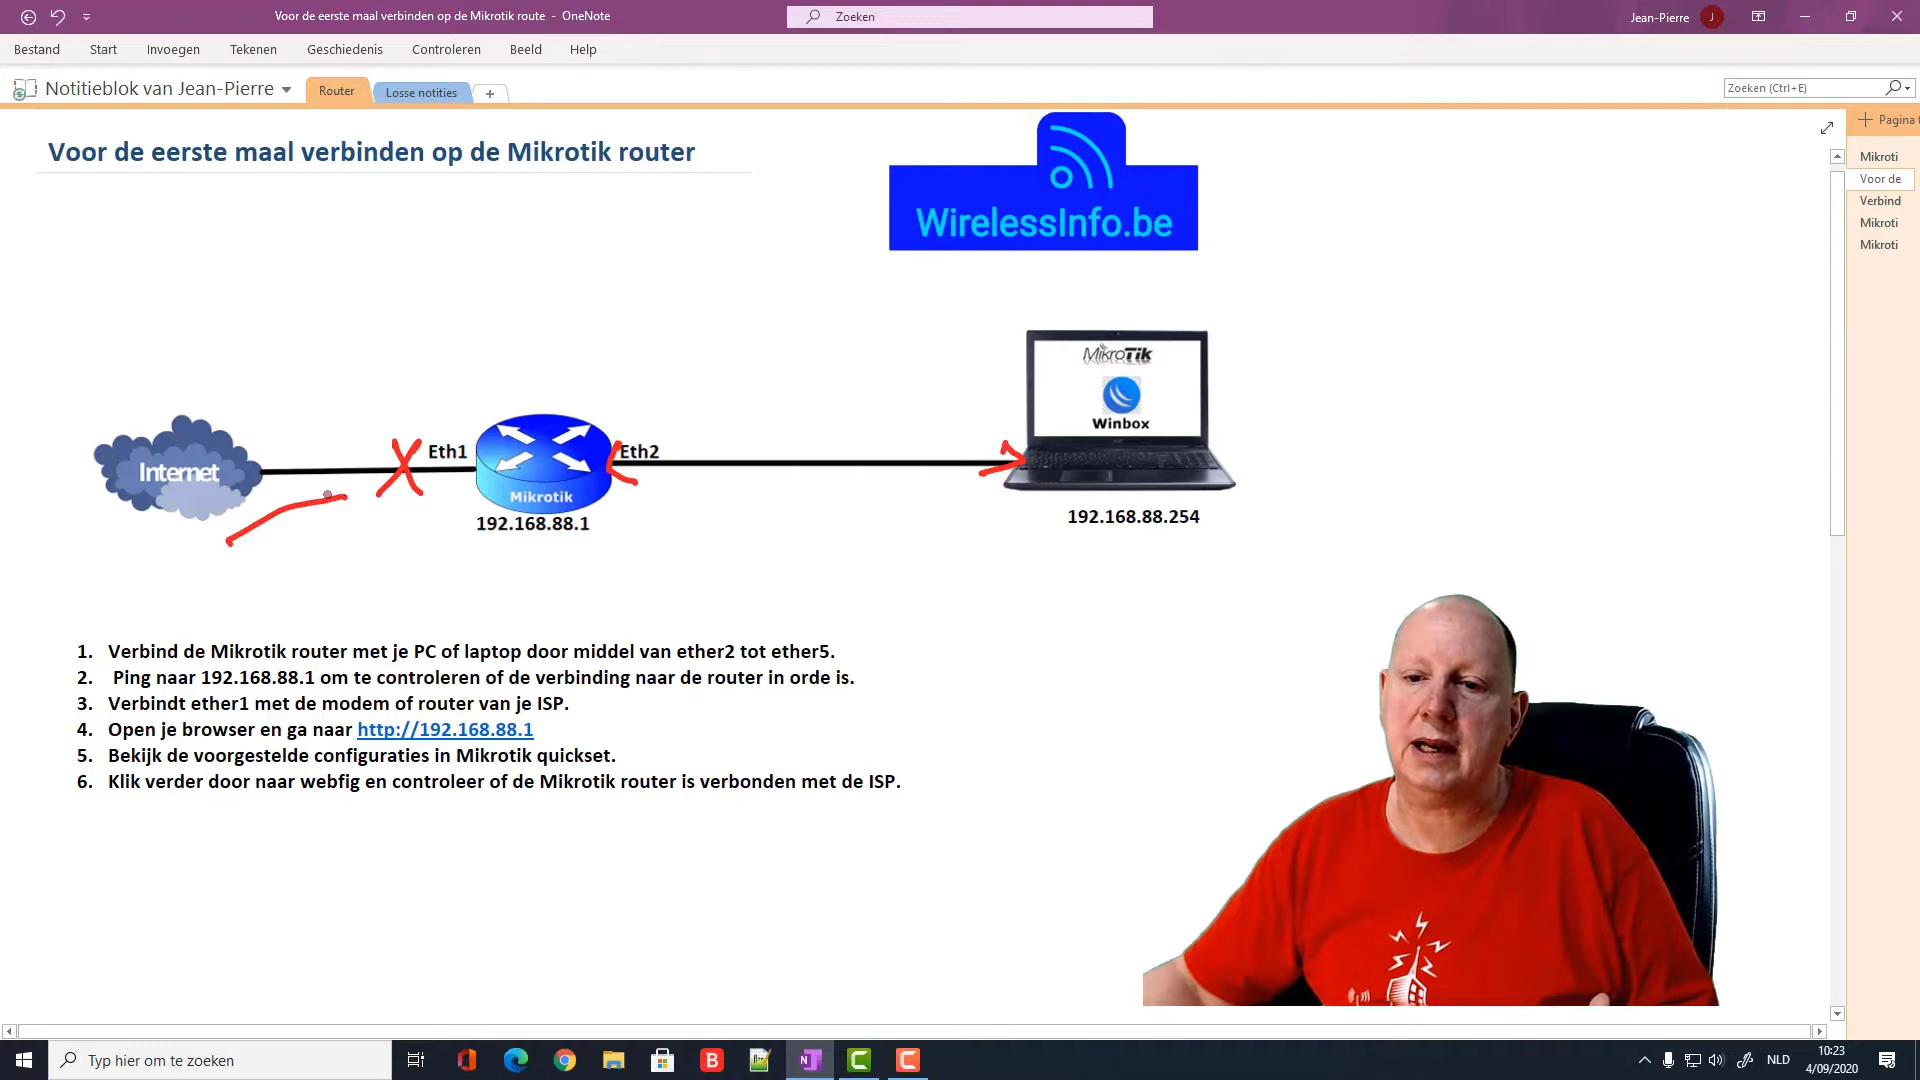 Voor de eerste maal verbinden op de Mikrotik route - OneNote
Zoeken
Jean-Pierre
J
Bestand
Start
Invoegen
Tekenen
Geschiedenis
Controleren
Beeld
Help
Notitieblok van Jean-Pierre
Router
Losse notities
Zoeken (Ctrl+E)
Pagina t
Voor de eerste maal verbinden op de Mikrotik router
WirelessInfo.be
Mikroti
Voor de
Verbind
Mikroti
Mikroti
MikroTik
Winbox
Internet
Eth1
Eth2
Mikrotik
192.168.88.1
192.168.88.254
1. Verbind de Mikrotik router met je PC of laptop door middel van ether2 tot ether5.
2. Ping naar 192.168.88.1 om te controleren of de verbinding naar de router in orde is.
3. Verbindt ether1 met de modem of router van je ISP.
4. Open je browser en ga naar http://192.168.88.1
5. Bekijk de voorgestelde configuraties in Mikrotik quickset.
6. Klik verder door naar webfig en controleer of de Mikrotik router is verbonden met de ISP.
Typ hier om te zoeken
NLD
10:23
4/09/2020